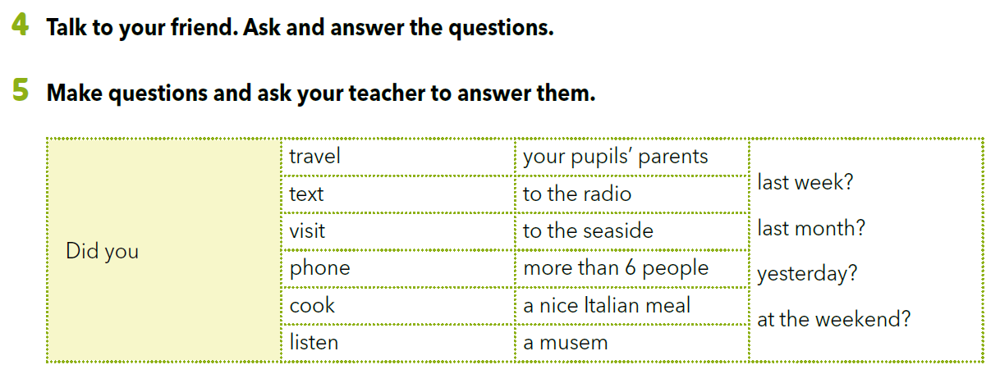 4 Talk to your friend. Ask and answer the questions.
5 Make questions and ask your teacher to answer them.
Did you
travel
text
visit
phone
cook
listen
your pupils’ parents
to the radio
to the seaside
more than 6 people
a nice Italian meal
a musem
last week?
last month?
yesterday?
at the weekend?